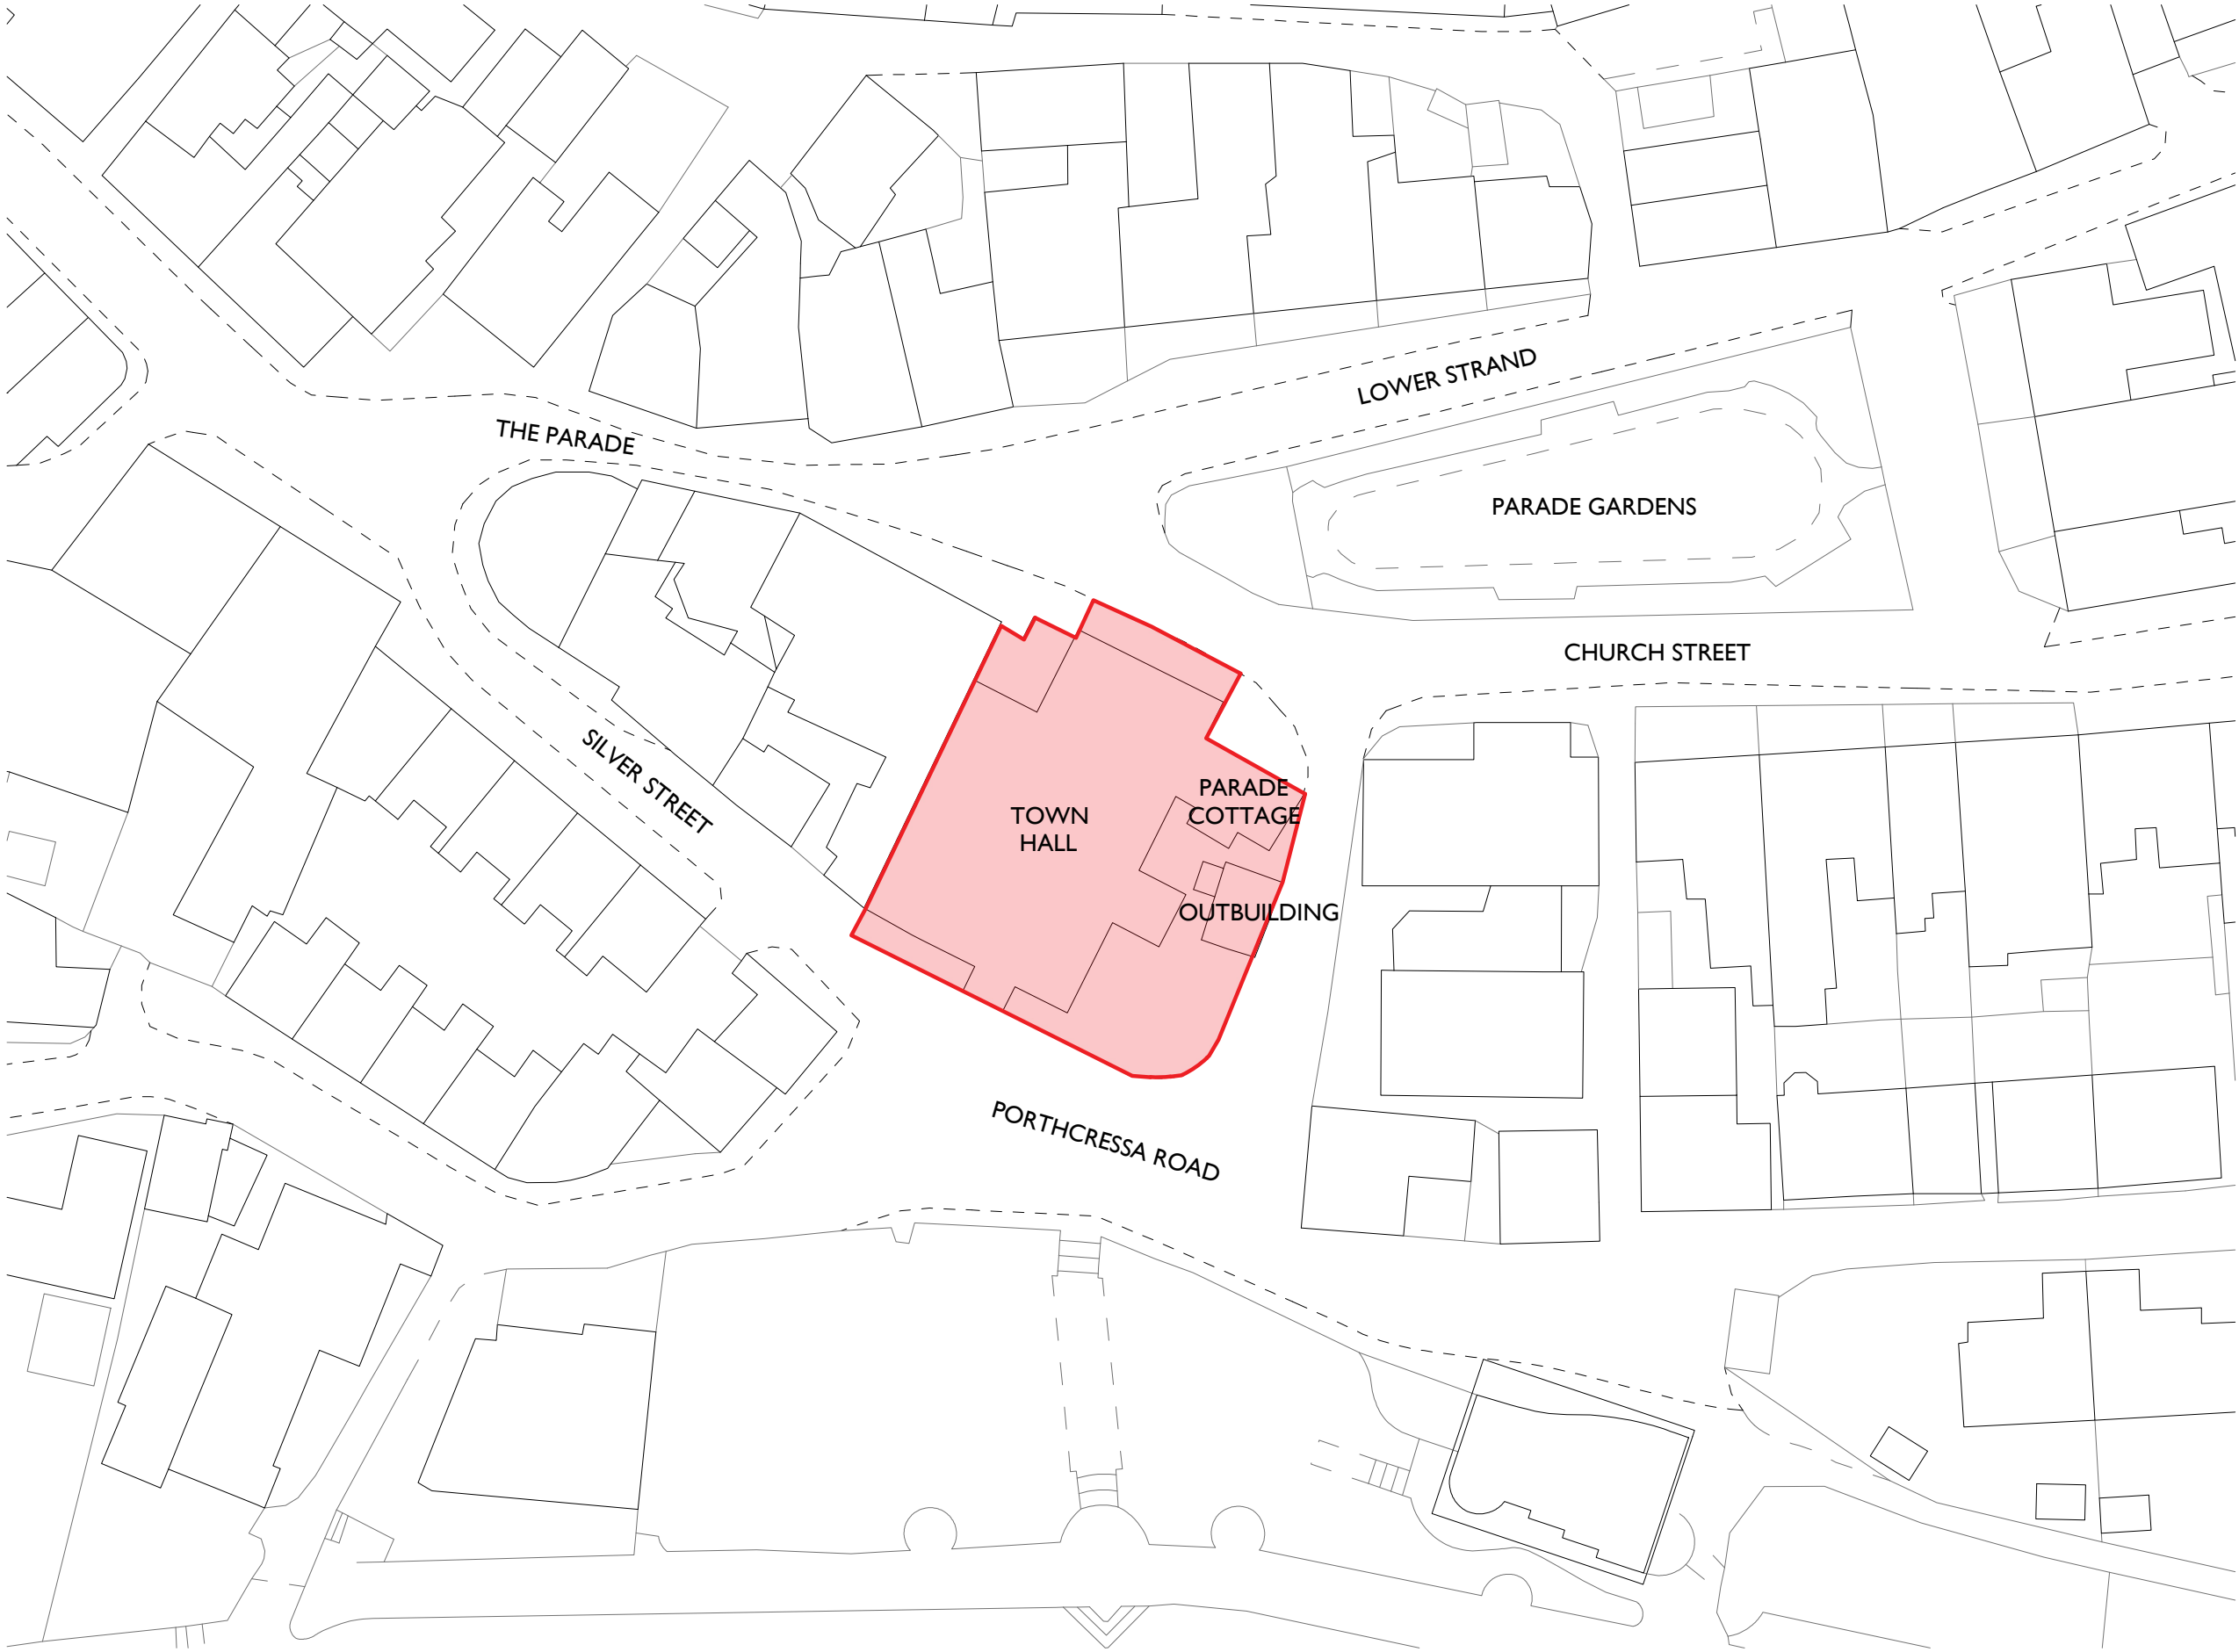 LOWER STRAND
THE PARADE
PARADE GARDENS
CHURCH STREET
SILVER STREET
PARADE
COTTAGE
TOWN
HALL
OUTBUILDING
PORTHCRESSA ROAD